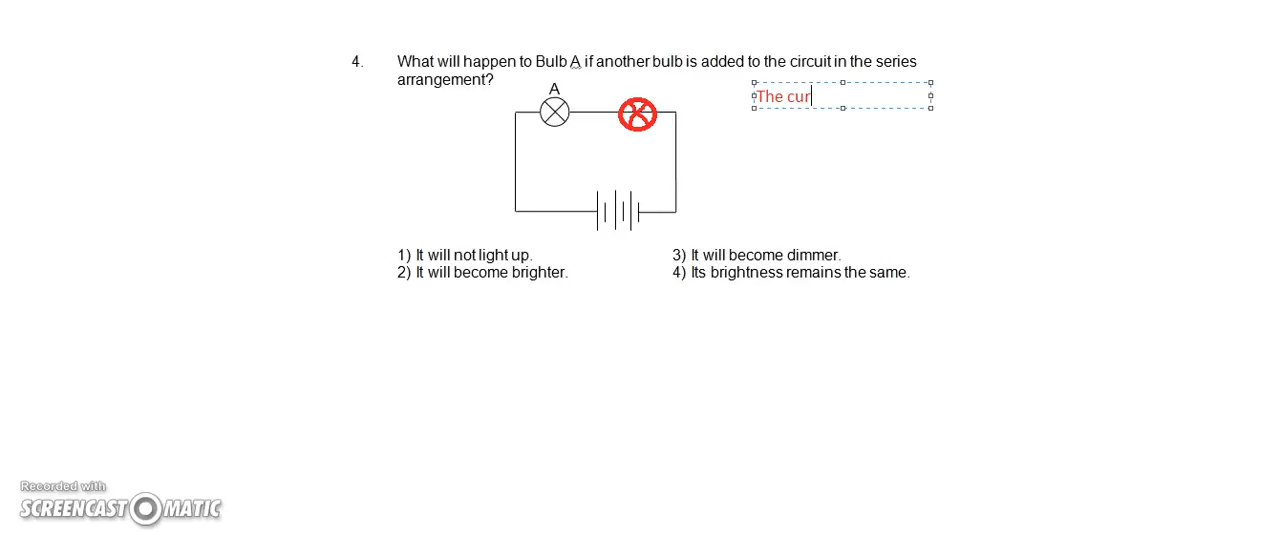 4. What will happen to Bulb A if another bulb is added to the circuit in the series
arrangement?
A
The cur
1) It will not light up.
3) It will become dimmer.
2) It will become brighter.
4) Its brightness remains the same.
Recorded with
SCREENCAST O MATIC